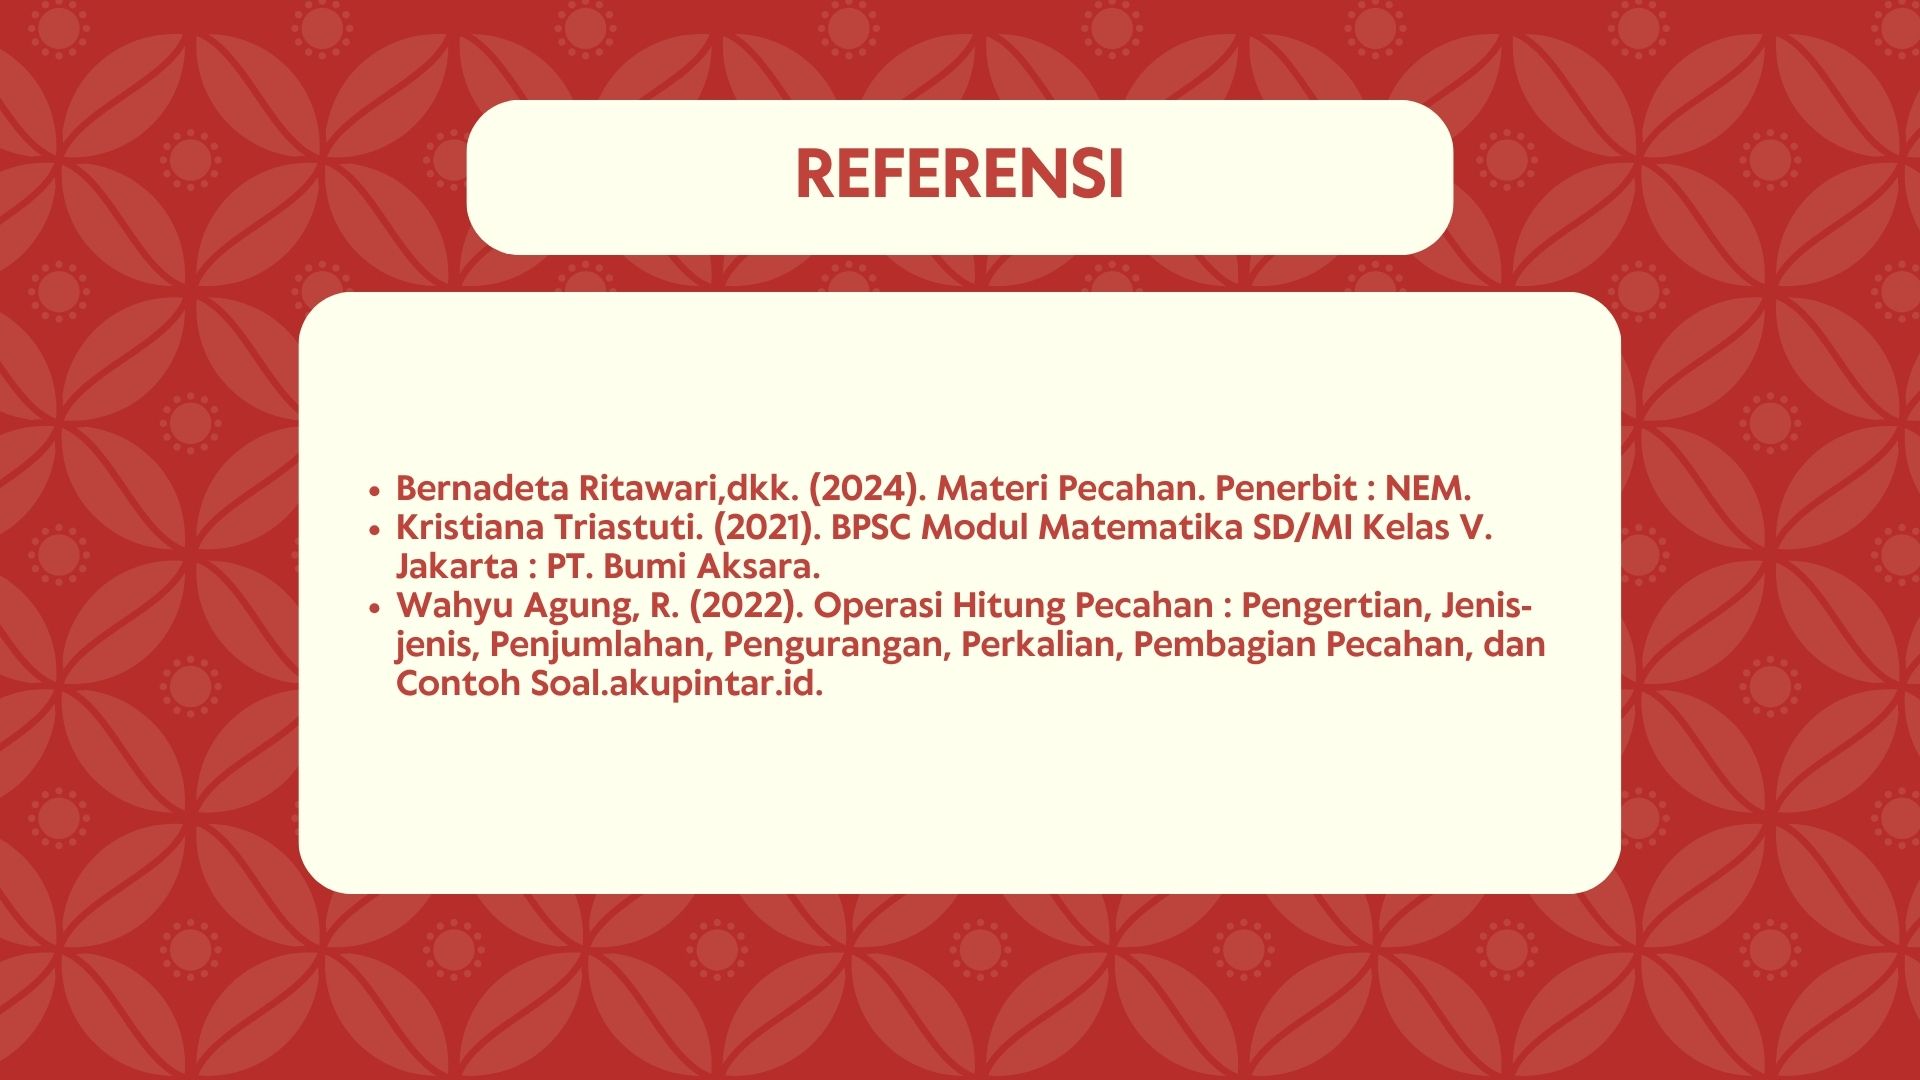 REFERENSI
• Bernadeta Ritawari,dkk. (2024). Materi Pecahan. Penerbit : NEM.
• Kristiana Triastuti. (2021). BPSC Modul Matematika SD/MI Kelas V.
Jakarta : PT. Bumi Aksara.
• Wahyu Agung, R. (2022). Operasi Hitung Pecahan : Pengertian, Jenis-
jenis, Penjumlahan, Pengurangan, Perkalian, Pembagian Pecahan, dan
Contoh Soal.akupintar.id.